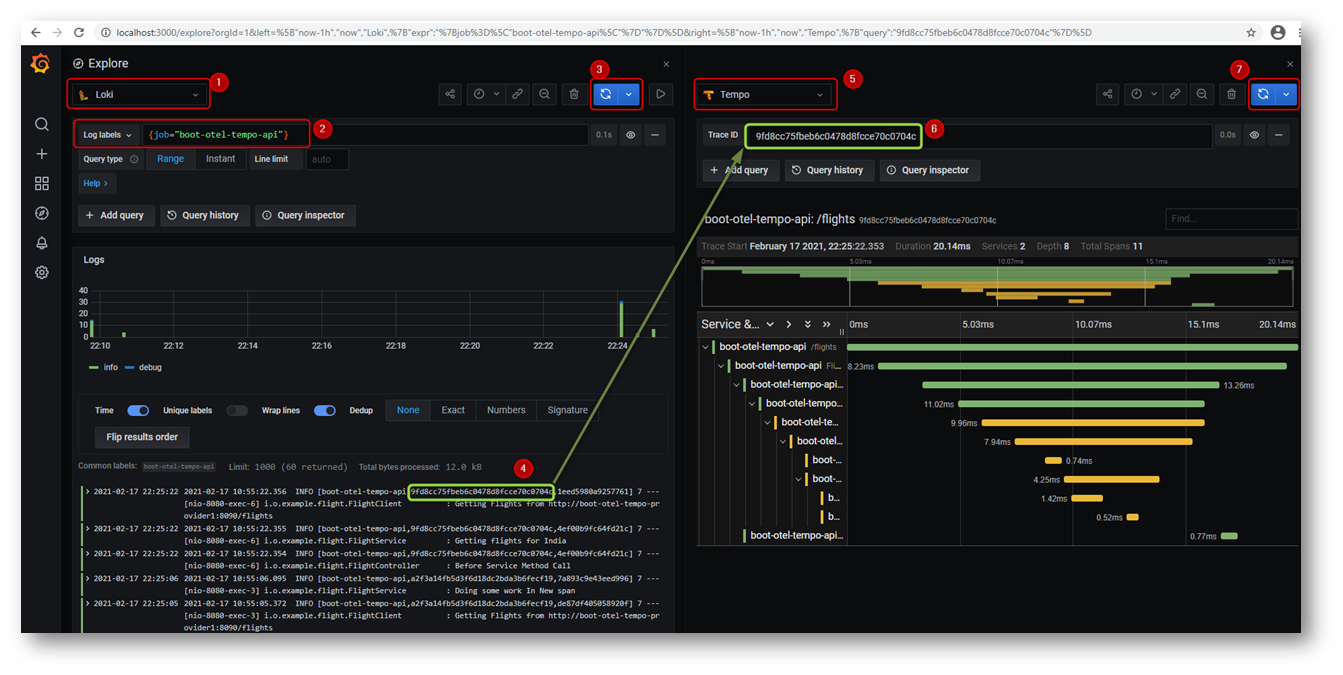 localhost:3000/explore?orgId=1&left=%5B"now-1h","now","Loki",%7B"expr":"%7Bjob%3D%5C"boot-otel-tempo-api%5C"%7D"%7D%5D&right=%5B"now-1h","now","Tempo",%7B"query":"9fd8cc75fbeb6c0478d8fcce70c0704c"%7D%5D
Explore
Loki
1
3
Log labels
{job="boot-otel-tempo-api"}
2
0.1s
Query type
Range
Instant
Line limit
auto
Help
Add query
Query history
Query inspector
Logs
40
30
20
10
0
22:10
22:12
22:14
22:16
22:18
22:20
22:22
22:24
info
debug
Time
Unique labels
Wrap lines
Dedup
None
Exact
Numbers
Signature
Flip results order
4
Common labels: boot-otel-tempo-api Limit: 1000 (60 returned) Total bytes processed: 12.0 kB
2021-02-17 22:25:22 2021-02-17 10:55:22.356 INFO [boot-otel-tempo-api,9fd8cc75fbeb6c0478d8fcce70c0704c,1eed5980a9257761] 7 ---
[nio-8080-exec-6] i.o.example.flight.FlightClient : Getting Flights from http://boot-otel-tempo-pr
ovider1:8090/flights
2021-02-17 22:25:22 2021-02-17 10:55:22.355 INFO [boot-otel-tempo-api,9fd8cc75fbeb6c0478d8fcce70c0704c,4ef00b9fc64fd21c] 7 ---
[nio-8080-exec-6] i.o.example.flight.FlightService : Getting flights for India
2021-02-17 22:25:22 2021-02-17 10:55:22.354 INFO [boot-otel-tempo-api,9fd8cc75fbeb6c0478d8fcce70c0704c,4ef00b9fc64fd21c] 7 ---
[nio-8080-exec-6] i.o.example.flight.FlightController : Before Service Method Call
2021-02-17 22:25:06 2021-02-17 10:55:06.095 INFO [boot-otel-tempo-api,a2f3a14fb5d3f6d18dc2bda3b6fecf19,7a893c9e43eed996] 7 ---
[nio-8080-exec-3] i.o.example.flight.FlightService : Doing some work In New span
2021-02-17 22:25:05 2021-02-17 10:55:05.372 INFO [boot-otel-tempo-api,a2f3a14fb5d3f6d18dc2bda3b6fecf19,de87df405058920f] 7 ---
[nio-8080-exec-3] i.o.example.flight.FlightClient : Getting Flights from http://boot-otel-tempo-pr
ovider1:8090/flights
Tempo
5
7
Trace ID
9fd8cc75fbeb6c0478d8fcce70c0704c
6
0.0s
Add query
Query history
Query inspector
boot-otel-tempo-api: /flights 9fd8cc75fbeb6c0478d8fcce70c0704c
Find...
Trace Start February 17 2021, 22:25:22.353 Duration 20.14ms Services 2 Depth 8 Total Spans 11
0ms
5.03ms
10.07ms
15.1ms
20.14ms
Service &...
0ms
5.03ms
10.07ms
15.1ms
20.14ms
boot-otel-tempo-api /flights
boot-otel-tempo-api Fli...
8.23ms
boot-otel-tempo-api...
13.26ms
boot-otel-tempo...
11.02ms
boot-otel-te...
9.96ms
boot-otel...
7.94ms
boot-...
0.74ms
boot-...
4.25ms
b...
1.42ms
b...
0.52ms
boot-otel-tempo-api...
0.77ms